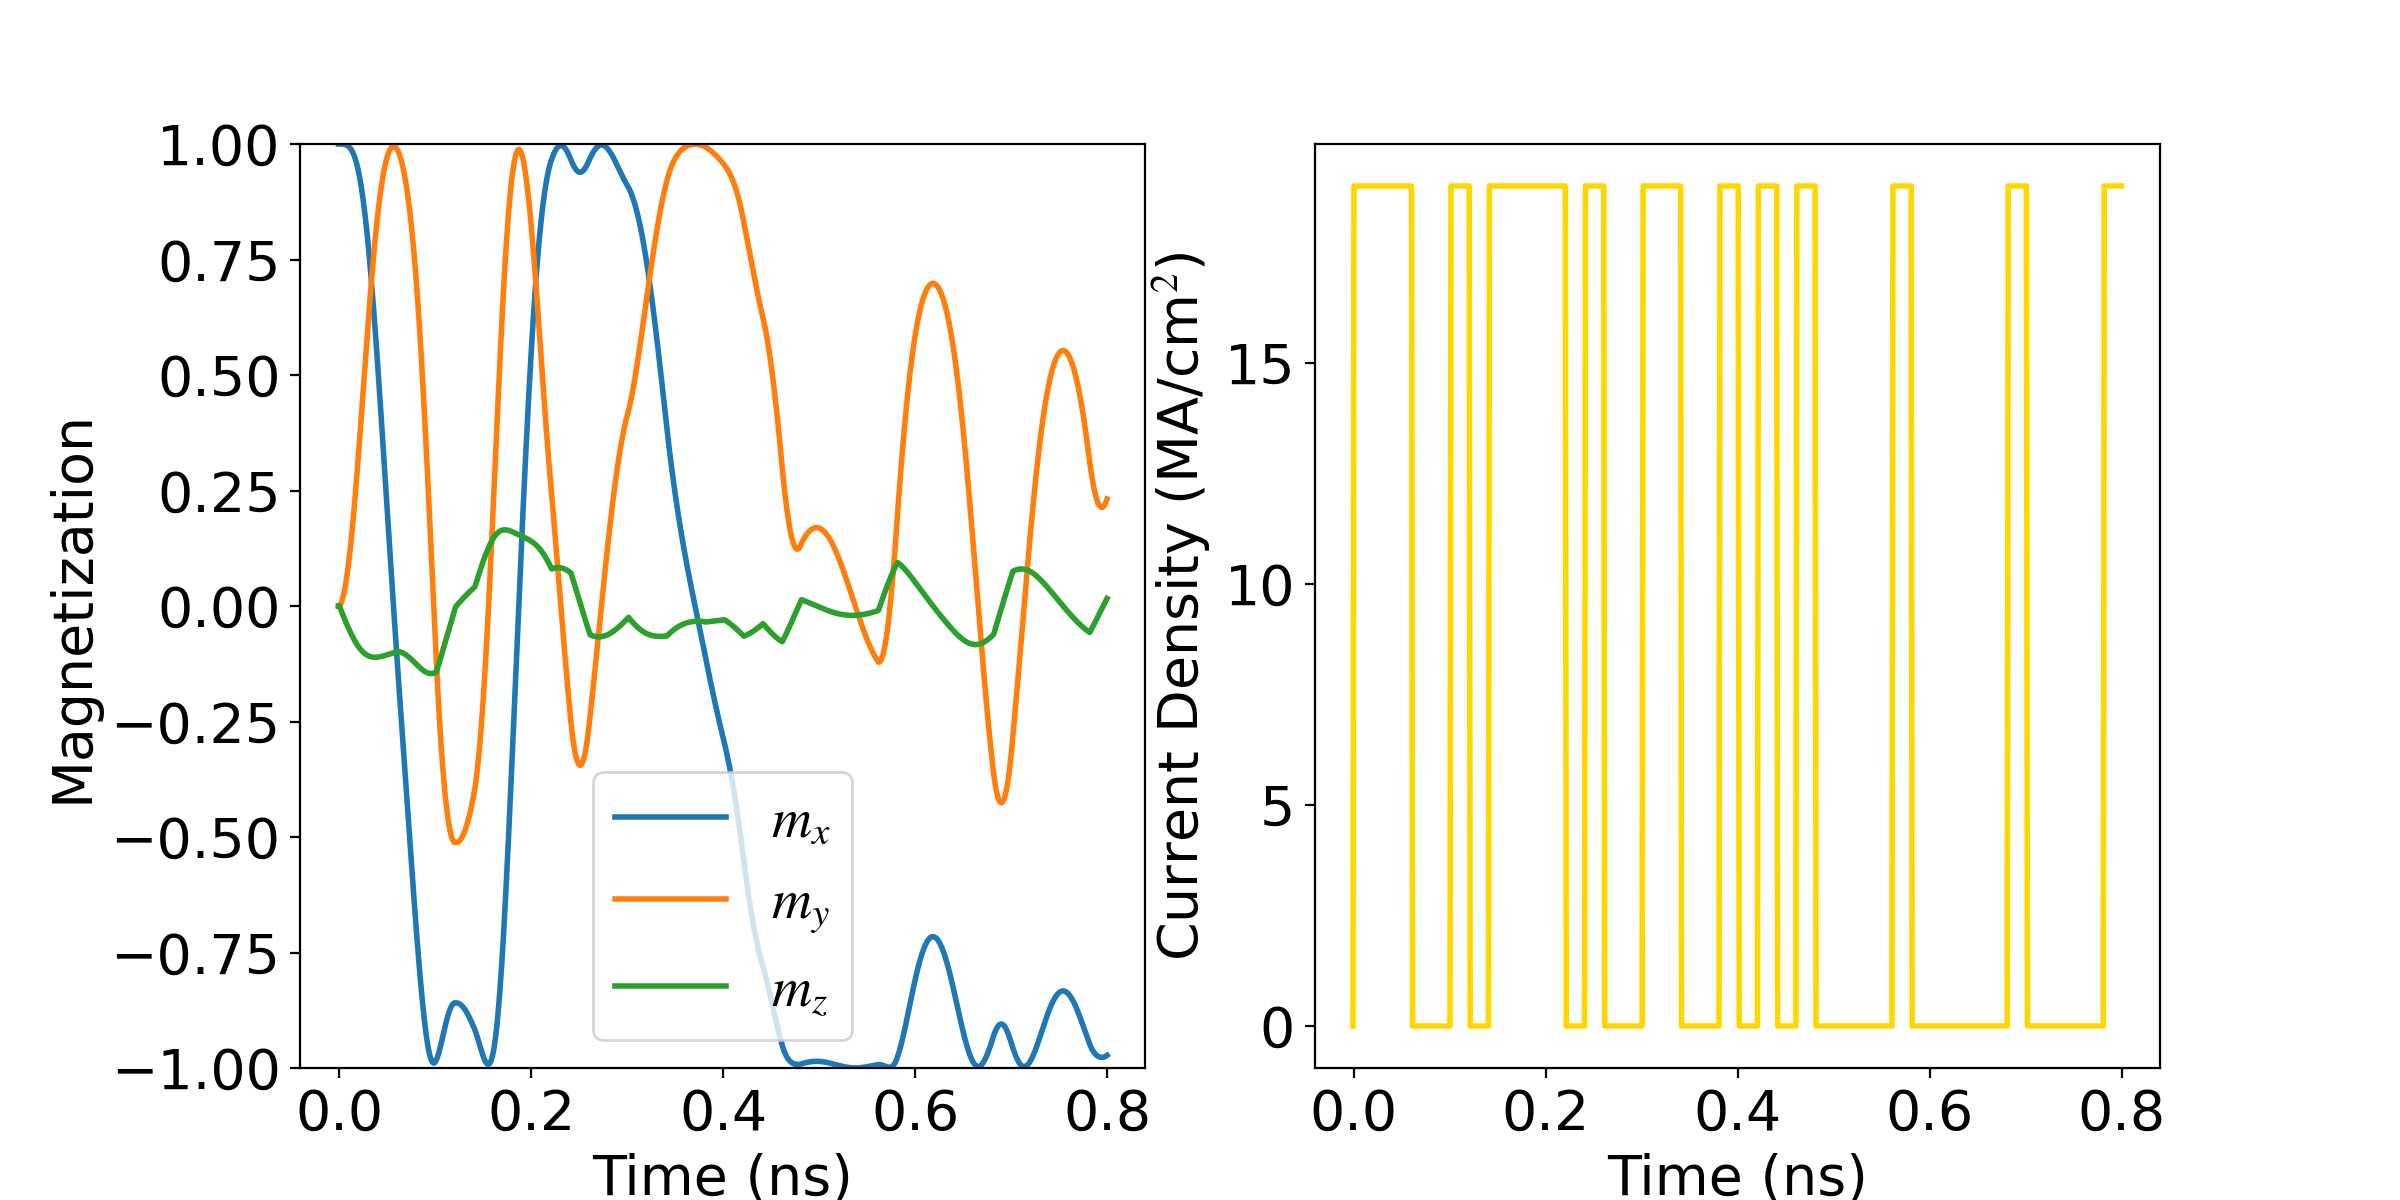 1.00
0.75
0.50
0.25
0.00
−0.25
−0.50
−0.75
−1.00
Magnetization
0.0 0.2 0.4 0.6 0.8
Time (ns)
m_x
m_y
m_z
Current Density (MA/cm²)
15
10
5
0
0.0 0.2 0.4 0.6 0.8
Time (ns)